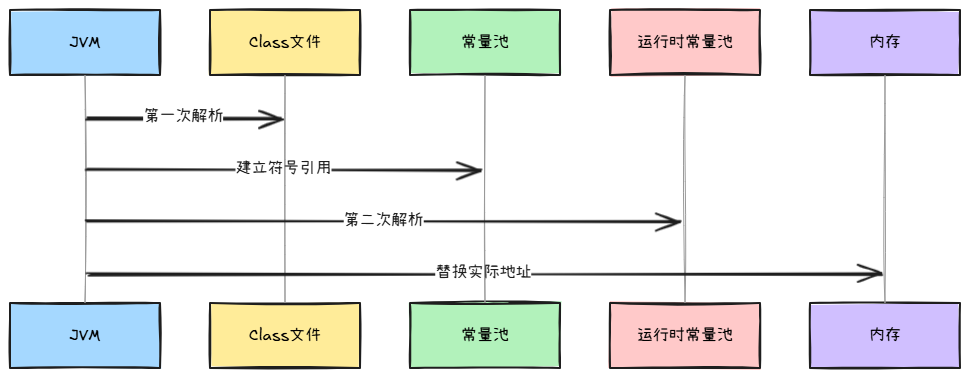 JVM
Class文件
常量池
运行时常量池
内存
第一次解析
建立符号引用
第二次解析
替换实际地址
JVM
Class文件
常量池
运行时常量池
内存